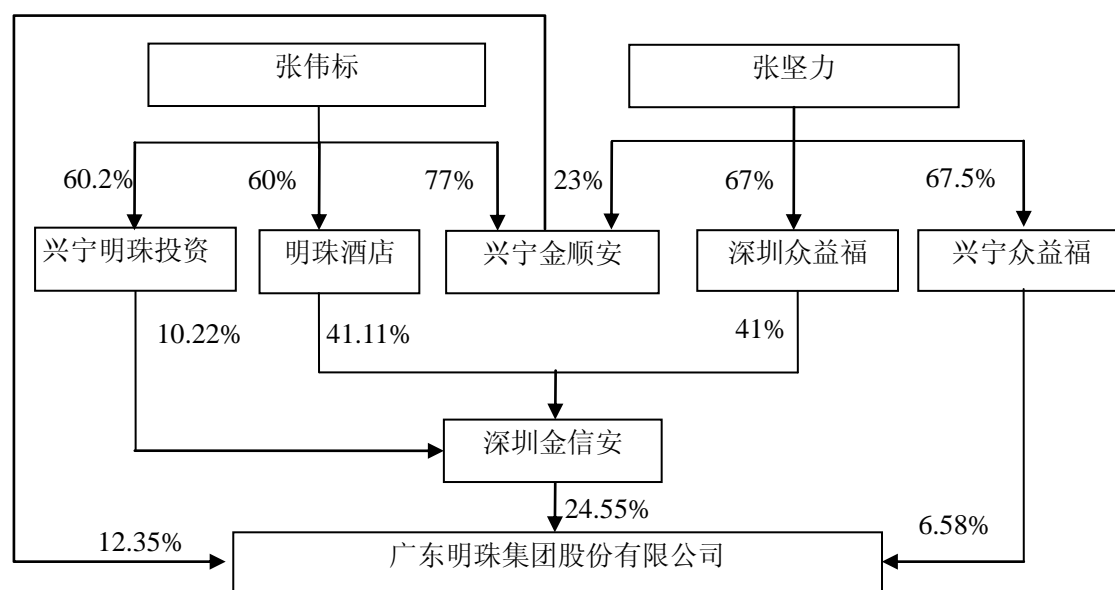 张伟标
张坚力
60.2%
60%
77%
23%
67%
67.5%
兴宁明珠投资
明珠酒店
兴宁金顺安
深圳众益福
兴宁众益福
10.22%
41.11%
41%
深圳金信安
24.55%
12.35%
6.58%
广东明珠集团股份有限公司